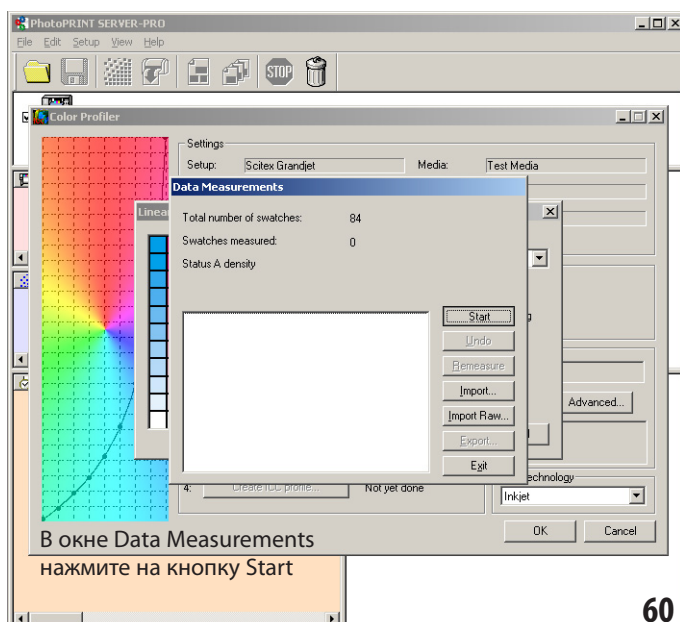 PhotoPRINT SERVER-PRO
File Edit Setup View Help
STOP
Color Profiler
Settings
Setup: Scitex Grandjet Media: Test Media
Data Measurements
Total number of swatches: 84
Swatches measured: 0
Status A density
Start
Undo
Remeasure
Import...
Import Raw...
Export...
Exit
Advanced...
4: Create ICC profile... Not yet done
Inkjet
OK Cancel
В окне Data Measurements
нажмите на кнопку Start
60